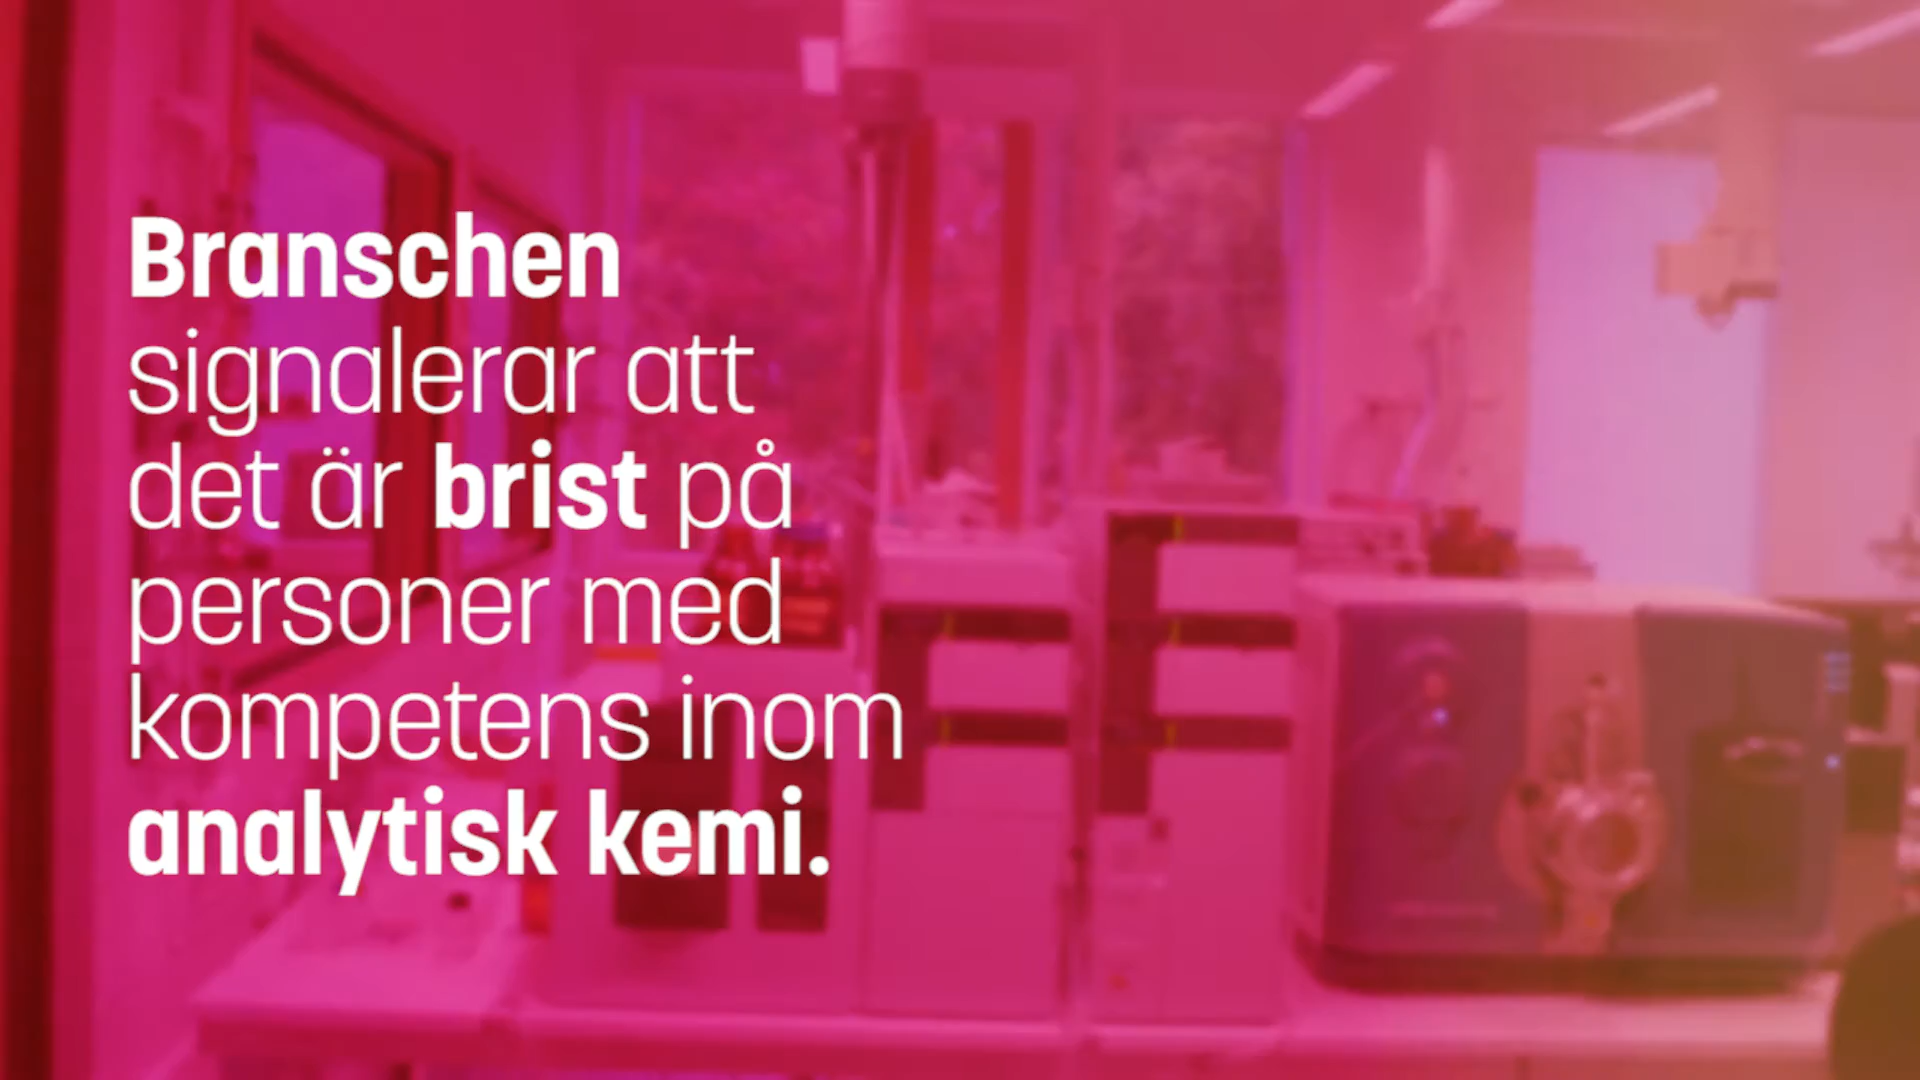 Branschen
signalerar att
det är brist på
personer med
kompetens inom
analytisk kemi.